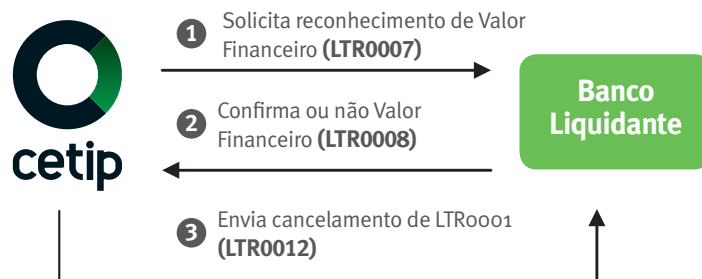 1 Solicita reconhecimento de Valor
Financeiro (LTR0007)
cetip
Banco
Liquidante
2 Confirma ou não Valor
Financeiro (LTR0008)
3 Envia cancelamento de LTR0001
(LTR0012)